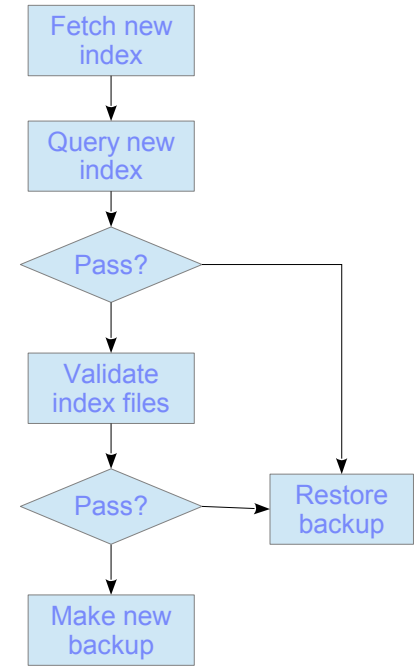 Fetch new
index
Query new
index
Pass?
Validate
index files
Pass?
Restore
backup
Make new
backup